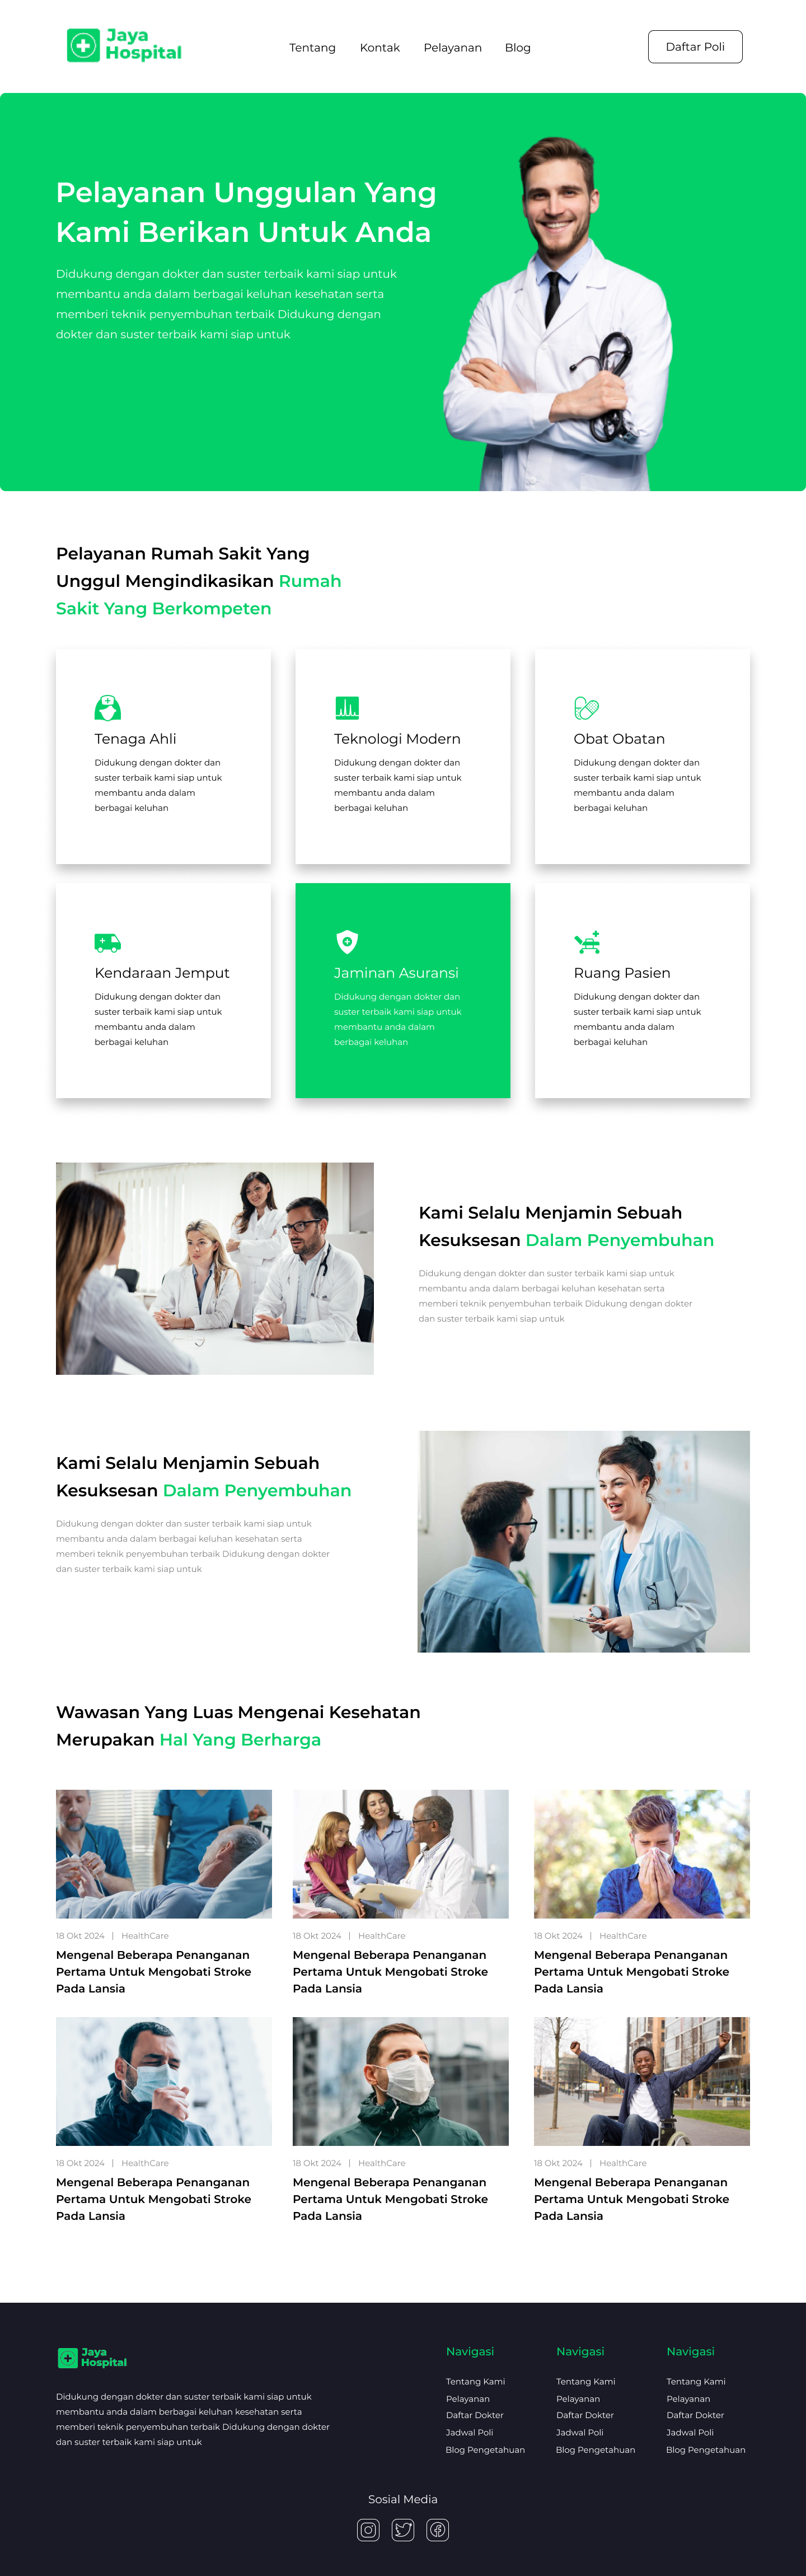 Jaya
Hospital
Tentang
Kontak
Pelayanan
Blog
Daftar Poli
Pelayanan Unggulan Yang
Kami Berikan Untuk Anda
Didukung dengan dokter dan suster terbaik kami siap untuk
membantu anda dalam berbagai keluhan kesehatan serta
memberi teknik penyembuhan terbaik Didukung dengan
dokter dan suster terbaik kami siap untuk
Pelayanan Rumah Sakit Yang
Unggul Mengindikasikan Rumah
Sakit Yang Berkompeten
Tenaga Ahli
Didukung dengan dokter dan
suster terbaik kami siap untuk
membantu anda dalam
berbagai keluhan
Teknologi Modern
Didukung dengan dokter dan
suster terbaik kami siap untuk
membantu anda dalam
berbagai keluhan
Obat Obatan
Didukung dengan dokter dan
suster terbaik kami siap untuk
membantu anda dalam
berbagai keluhan
Kendaraan Jemput
Didukung dengan dokter dan
suster terbaik kami siap untuk
membantu anda dalam
berbagai keluhan
Jaminan Asuransi
Didukung dengan dokter dan
suster terbaik kami siap untuk
membantu anda dalam
berbagai keluhan
Ruang Pasien
Didukung dengan dokter dan
suster terbaik kami siap untuk
membantu anda dalam
berbagai keluhan
Kami Selalu Menjamin Sebuah
Kesuksesan Dalam Penyembuhan
Didukung dengan dokter dan suster terbaik kami siap untuk
membantu anda dalam berbagai keluhan kesehatan serta
memberi teknik penyembuhan terbaik Didukung dengan dokter
dan suster terbaik kami siap untuk
Kami Selalu Menjamin Sebuah
Kesuksesan Dalam Penyembuhan
Didukung dengan dokter dan suster terbaik kami siap untuk
membantu anda dalam berbagai keluhan kesehatan serta
memberi teknik penyembuhan terbaik Didukung dengan dokter
dan suster terbaik kami siap untuk
Wawasan Yang Luas Mengenai Kesehatan
Merupakan Hal Yang Berharga
18 Okt 2024 | HealthCare
Mengenal Beberapa Penanganan
Pertama Untuk Mengobati Stroke
Pada Lansia
18 Okt 2024 | HealthCare
Mengenal Beberapa Penanganan
Pertama Untuk Mengobati Stroke
Pada Lansia
18 Okt 2024 | HealthCare
Mengenal Beberapa Penanganan
Pertama Untuk Mengobati Stroke
Pada Lansia
18 Okt 2024 | HealthCare
Mengenal Beberapa Penanganan
Pertama Untuk Mengobati Stroke
Pada Lansia
18 Okt 2024 | HealthCare
Mengenal Beberapa Penanganan
Pertama Untuk Mengobati Stroke
Pada Lansia
18 Okt 2024 | HealthCare
Mengenal Beberapa Penanganan
Pertama Untuk Mengobati Stroke
Pada Lansia
Jaya
Hospital
Didukung dengan dokter dan suster terbaik kami siap untuk
membantu anda dalam berbagai keluhan kesehatan serta
memberi teknik penyembuhan terbaik Didukung dengan dokter
dan suster terbaik kami siap untuk
Navigasi
Tentang Kami
Pelayanan
Daftar Dokter
Jadwal Poli
Blog Pengetahuan
Navigasi
Tentang Kami
Pelayanan
Daftar Dokter
Jadwal Poli
Blog Pengetahuan
Navigasi
Tentang Kami
Pelayanan
Daftar Dokter
Jadwal Poli
Blog Pengetahuan
Sosial Media